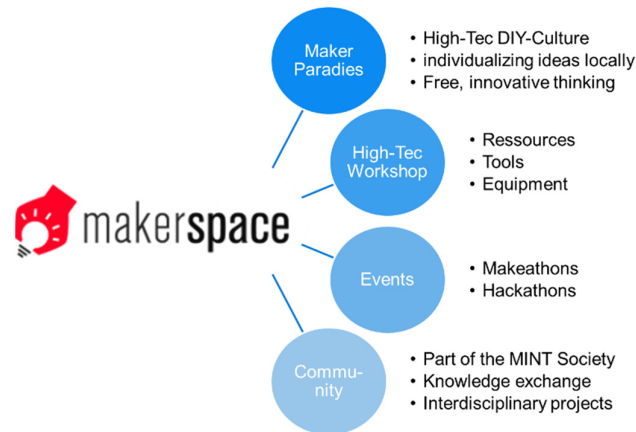 Maker
Paradies
• High-Tec DIY-Culture
• individualizing ideas locally
• Free, innovative thinking
High-Tec
Workshop
• Ressources
• Tools
• Equipment
makerspace
Events
• Makeathons
• Hackathons
Commu-
nity
• Part of the MINT Society
• Knowledge exchange
• Interdisciplinary projects